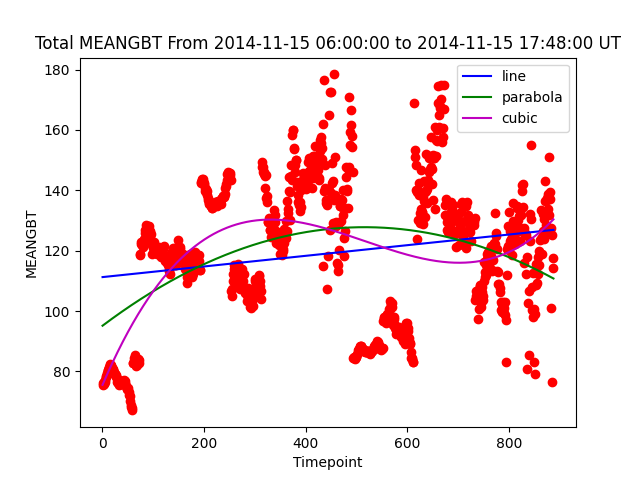 Total MEANGBT From 2014-11-15 06:00:00 to 2014-11-15 17:48:00 UT
line
parabola
cubic
180
160
140
120
100
80
MEANGBT
0 200 400 600 800
Timepoint